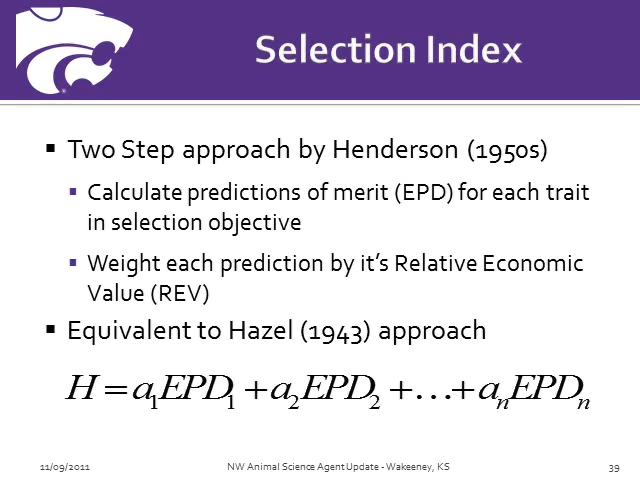 Selection Index
▪ Two Step approach by Henderson (1950s)
▪ Calculate predictions of merit (EPD) for each trait
in selection objective
▪ Weight each prediction by it's Relative Economic
Value (REV)
▪ Equivalent to Hazel (1943) approach
H = a₁EPD₁ + a₂EPD₂ + … + aₙEPDₙ
11/09/2011 NW Animal Science Agent Update - Wakeeney, KS 39